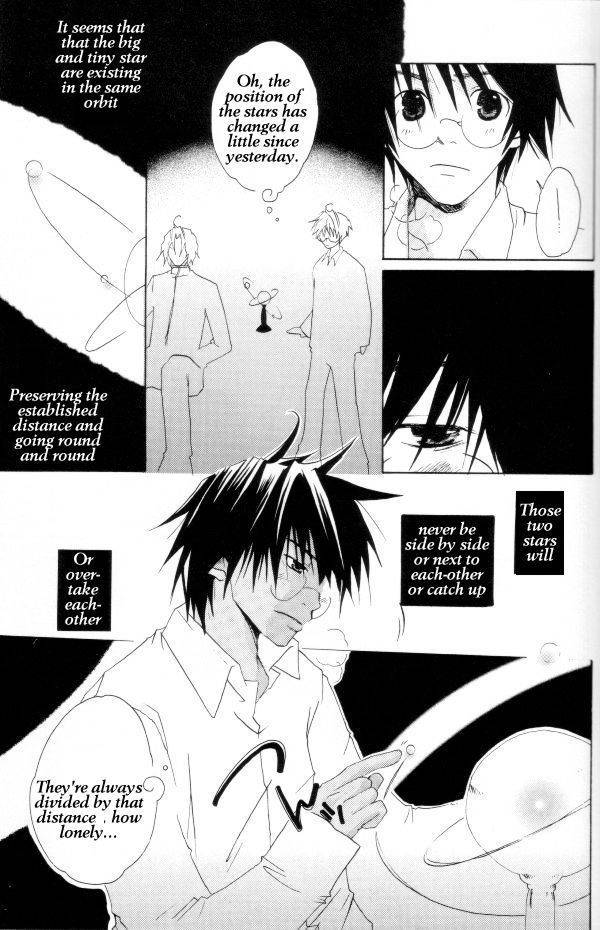 ...
Oh, the
position of
the stars has
changed a
little since
yesterday.
It seems that
that the big
and tiny star
are existing
in the same
orbit
Preserving the
established
distance and
going round
and round
Those
two
stars
will
never be
side by side
or next to
each-other
or catch up
Or
over-
take
each-
other
They're always
divided by that
distance . how
lonely...